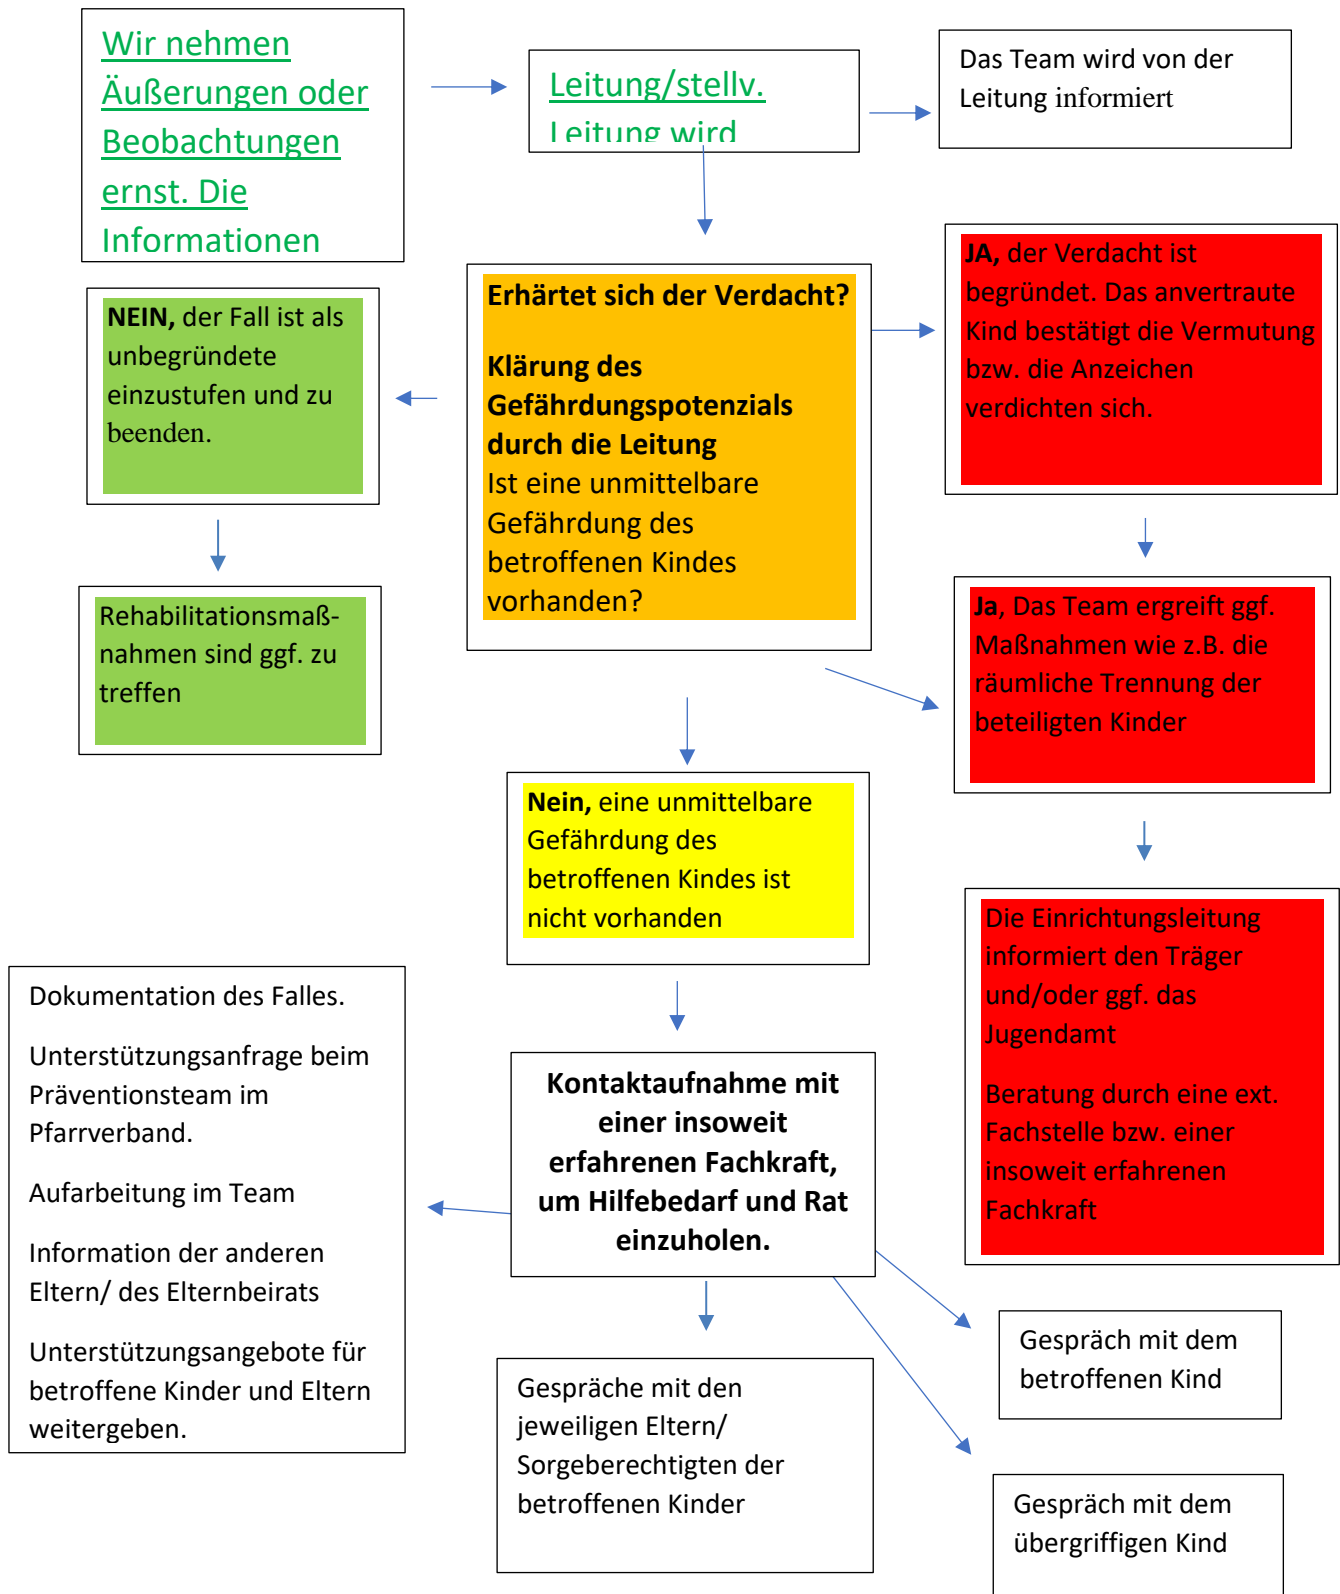 Wir nehmen
Äußerungen oder
Beobachtungen
ernst. Die
Informationen
Leitung/stellv.
Leitung wird
Das Team wird von der
Leitung informiert
Erhärtet sich der Verdacht?
Klärung des
Gefährdungspotenzials
durch die Leitung
Ist eine unmittelbare
Gefährdung des
betroffenen Kindes
vorhanden?
JA, der Verdacht ist
begründet. Das anvertraute
Kind bestätigt die Vermutung
bzw. die Anzeichen
verdichten sich.
NEIN, der Fall ist als
unbegründete
einzustufen und zu
beenden.
Rehabilitationsmaß-
nahmen sind ggf. zu
treffen
Ja, Das Team ergreift ggf.
Maßnahmen wie z.B. die
räumliche Trennung der
beteiligten Kinder
Nein, eine unmittelbare
Gefährdung des
betroffenen Kindes ist
nicht vorhanden
Die Einrichtungsleitung
informiert den Träger
und/oder ggf. das
Jugendamt
Beratung durch eine ext.
Fachstelle bzw. einer
insoweit erfahrenen
Fachkraft
Dokumentation des Falles.
Unterstützungsanfrage beim
Präventionsteam im
Pfarrverband.
Aufarbeitung im Team
Information der anderen
Eltern/ des Elternbeirats
Unterstützungsangebote für
betroffene Kinder und Eltern
weitergeben.
Kontaktaufnahme mit
einer insoweit
erfahrenen Fachkraft,
um Hilfebedarf und Rat
einzuholen.
Gespräche mit den
jeweiligen Eltern/
Sorgeberechtigten der
betroffenen Kinder
Gespräch mit dem
betroffenen Kind
Gespräch mit dem
übergriffigen Kind